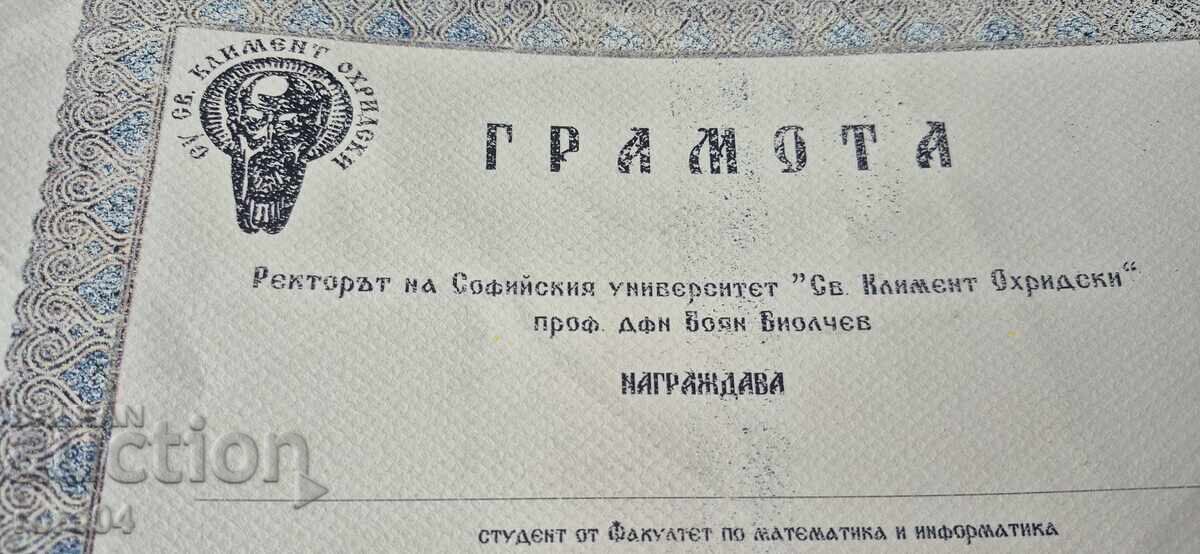 СУ СВ. КЛИМЕНТ ОХРИДСКИ
ГРАМОТА
Ректорът на Софийския университет "Св. Климент Охридски“
проф. дфн Боян Биолчев
НАГРАЖДАВА
студент от Факултет по математика и информатика